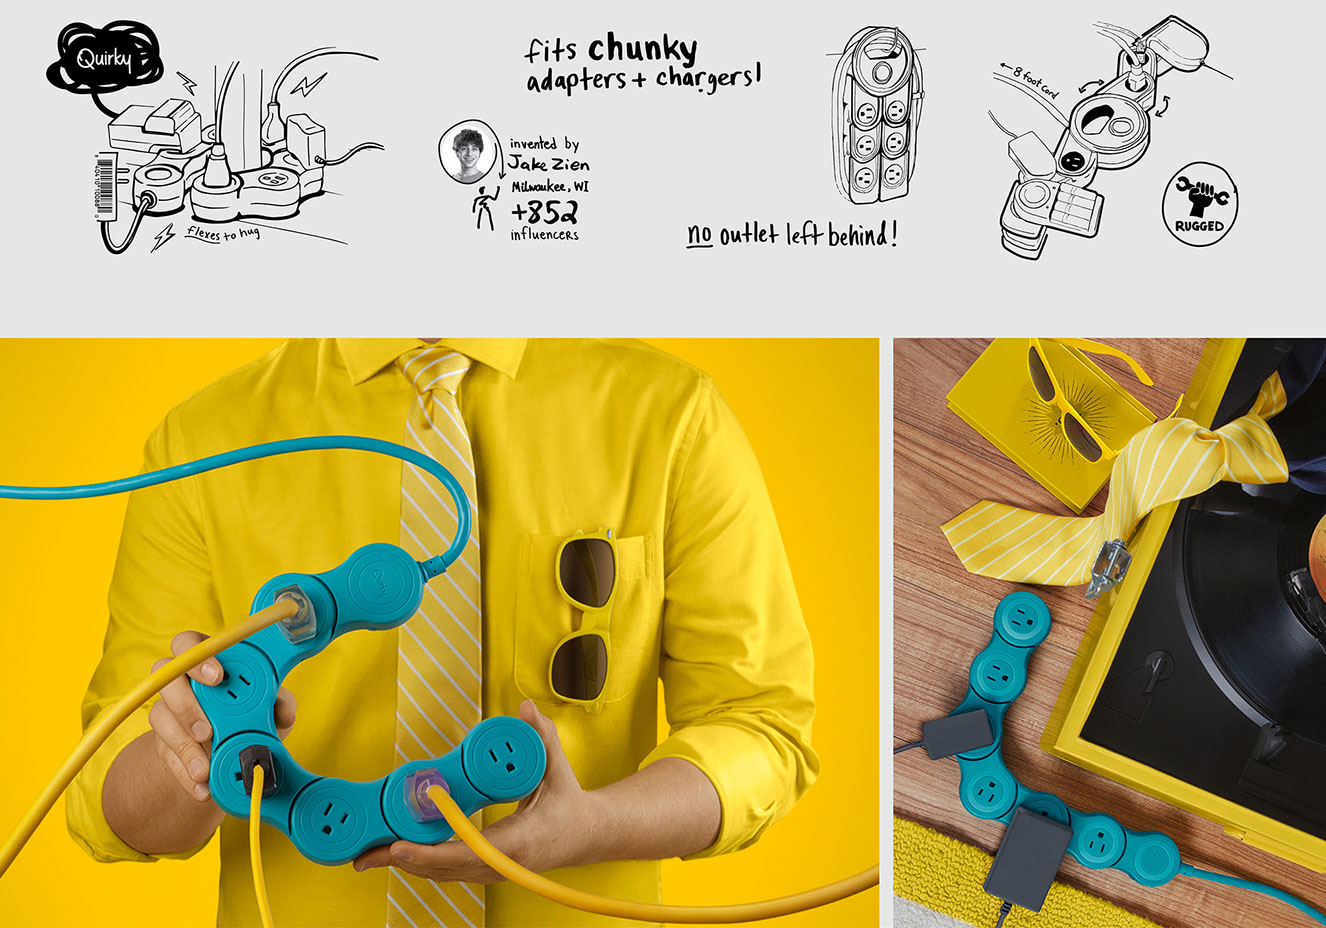 Quirky
flexes to hug
invented by
Jake Zien
Milwaukee, WI
+852
influencers
fits chunky
adapters + chargers!
no outlet left behind!
8 foot cord
RUGGED
Quirky